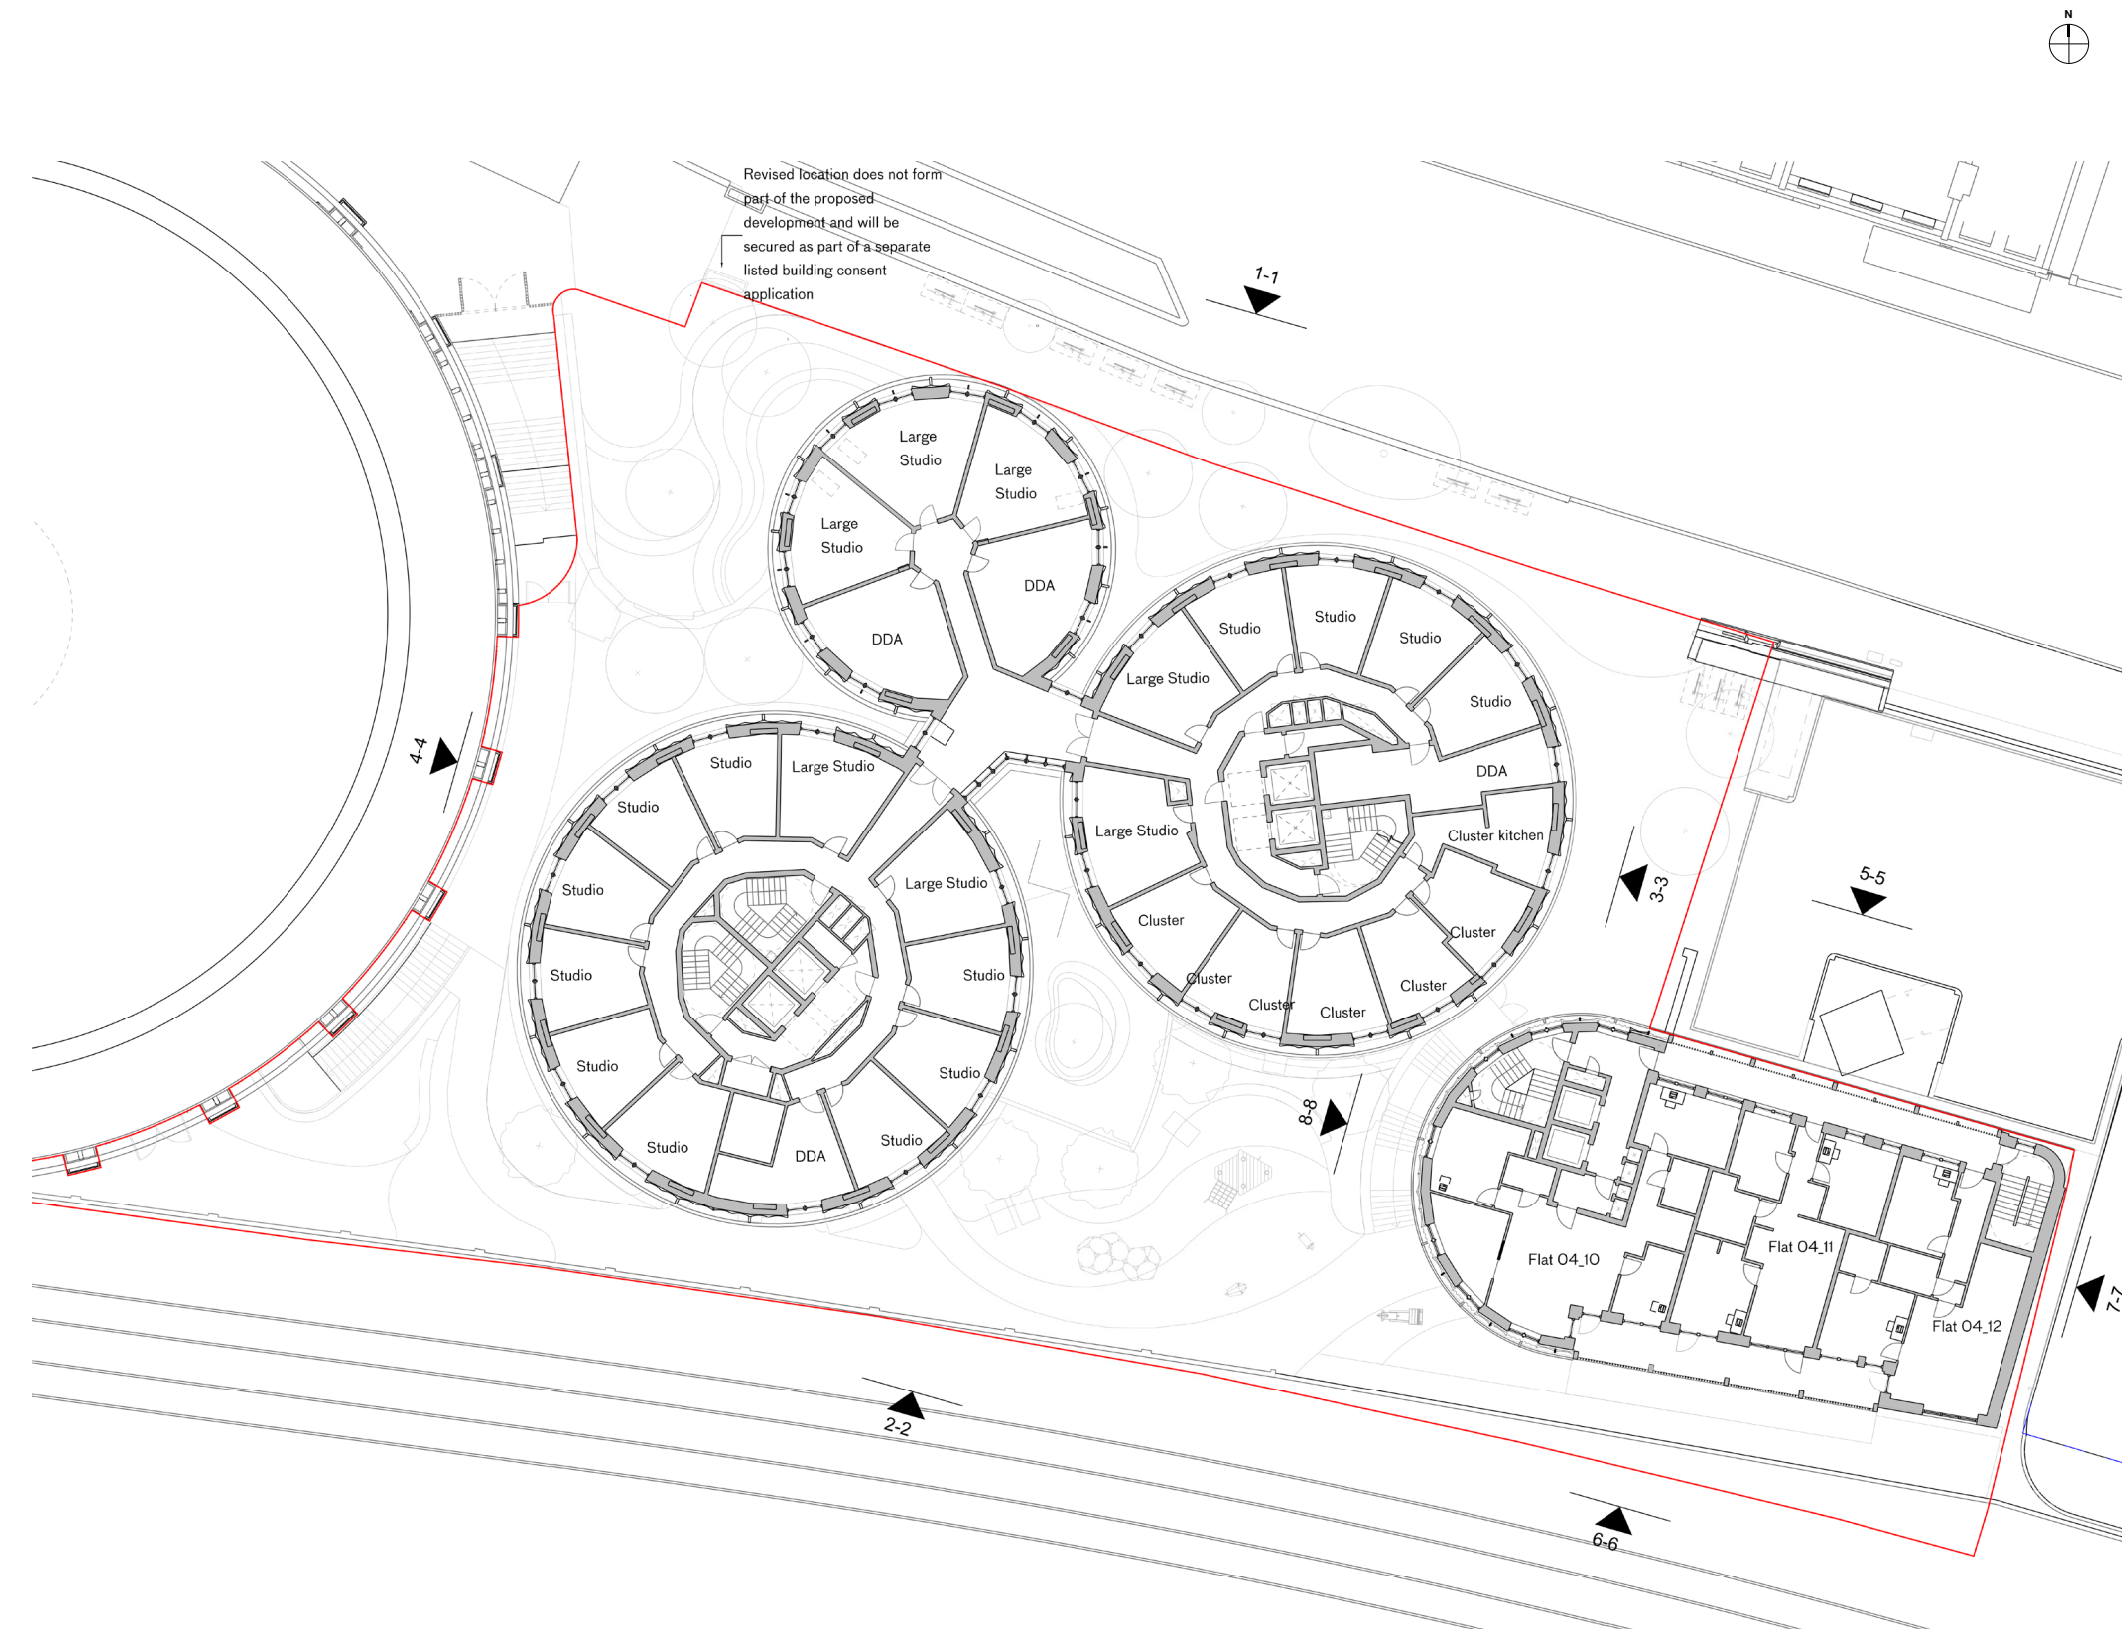 N
Revised location does not form
part of the proposed
development and will be
secured as part of a separate
listed building consent
application
1-1
Large
Studio
Large
Studio
Large
Studio
DDA
DDA
Studio
Studio
Studio
Large Studio
Studio
DDA
Large Studio
Cluster kitchen
Cluster
Cluster
Cluster
Cluster
Cluster
Cluster
Studio
Large Studio
Studio
Studio
Large Studio
Studio
Studio
Studio
Studio
Studio
Studio
DDA
4-4
3-3
5-5
8-8
Flat 04_10
Flat 04_11
Flat 04_12
7-7
2-2
6-6